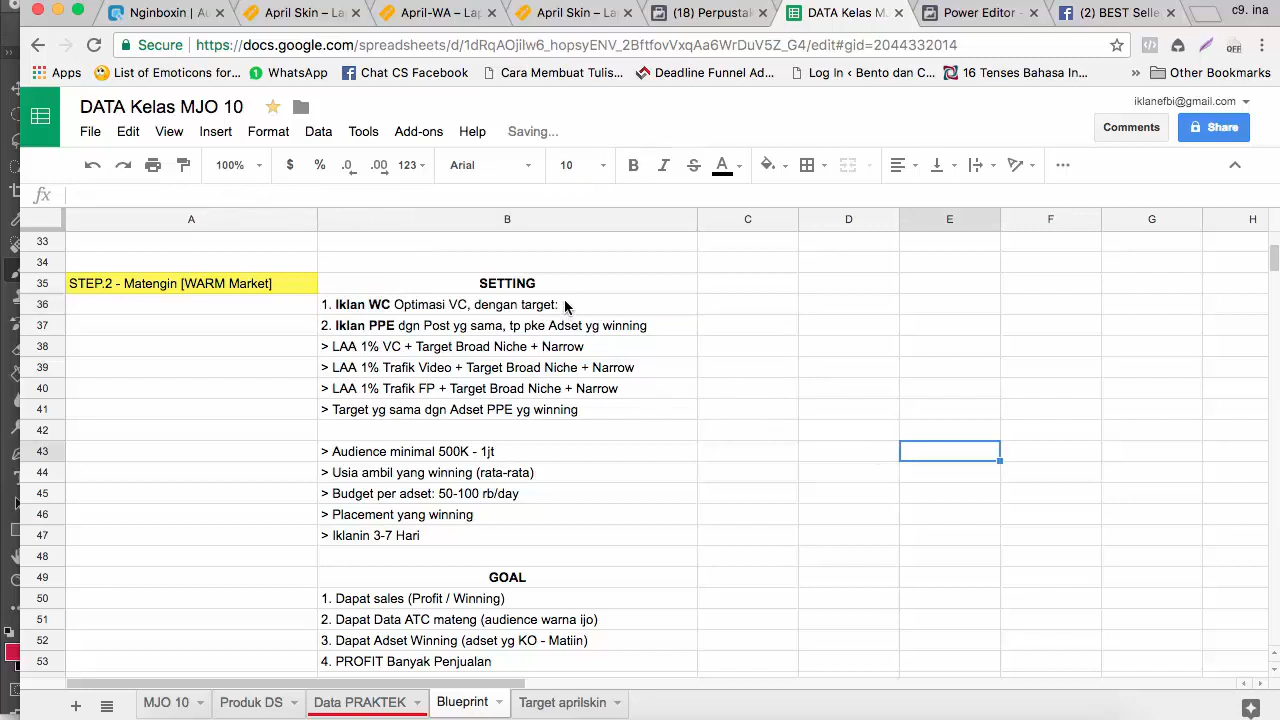 Nginboxin | Au
April Skin – La
April-WA – La
April Skin – La
(18) Perpusta
DATA Kelas M
Power Editor -
(2) BEST Selle
c9. ina
Secure https://docs.google.com/spreadsheets/d/1dRqAOjiIw6_hopsyENV_2BftfovVxqAs6WrDuV5Z_G4/edit#gid=2044332014
OFF
Apps List of Emoticons for... WhatsApp Chat CS Facebook Cara Membuat Tulis... Deadline Funnel Ad... Log In ‹ Bento dan C... 16 Tenses Bahasa In... » Other Bookmarks
DATA Kelas MJO 10
iklanefbi@gmail.com
File Edit View Insert Format Data Tools Add-ons Help Saving...
Comments Share
100% $ % .0 .00 123 Arial 10 B I S A
fx
A B C D E F G H
33
34
35 STEP.2 - Matengin [WARM Market] SETTING
36 1. Iklan WC Optimasi VC, dengan target:
37 2. Iklan PPE dgn Post yg sama, tp pke Adset yg winning
38 > LAA 1% VC + Target Broad Niche + Narrow
39 > LAA 1% Trafik Video + Target Broad Niche + Narrow
40 > LAA 1% Trafik FP + Target Broad Niche + Narrow
41 > Target yg sama dgn Adset PPE yg winning
42
43 > Audience minimal 500K - 1jt
44 > Usia ambil yang winning (rata-rata)
45 > Budget per adset: 50-100 rb/day
46 > Placement yang winning
47 > Iklanin 3-7 Hari
48
49 GOAL
50 1. Dapat sales (Profit / Winning)
51 2. Dapat Data ATC mateng (audience warna ijo)
52 3. Dapat Adset Winning (adset yg KO - Matiin)
53 4. PROFIT Banyak Penjualan
MJO 10 Produk DS Data PRAKTEK Blueprint Target aprilskin